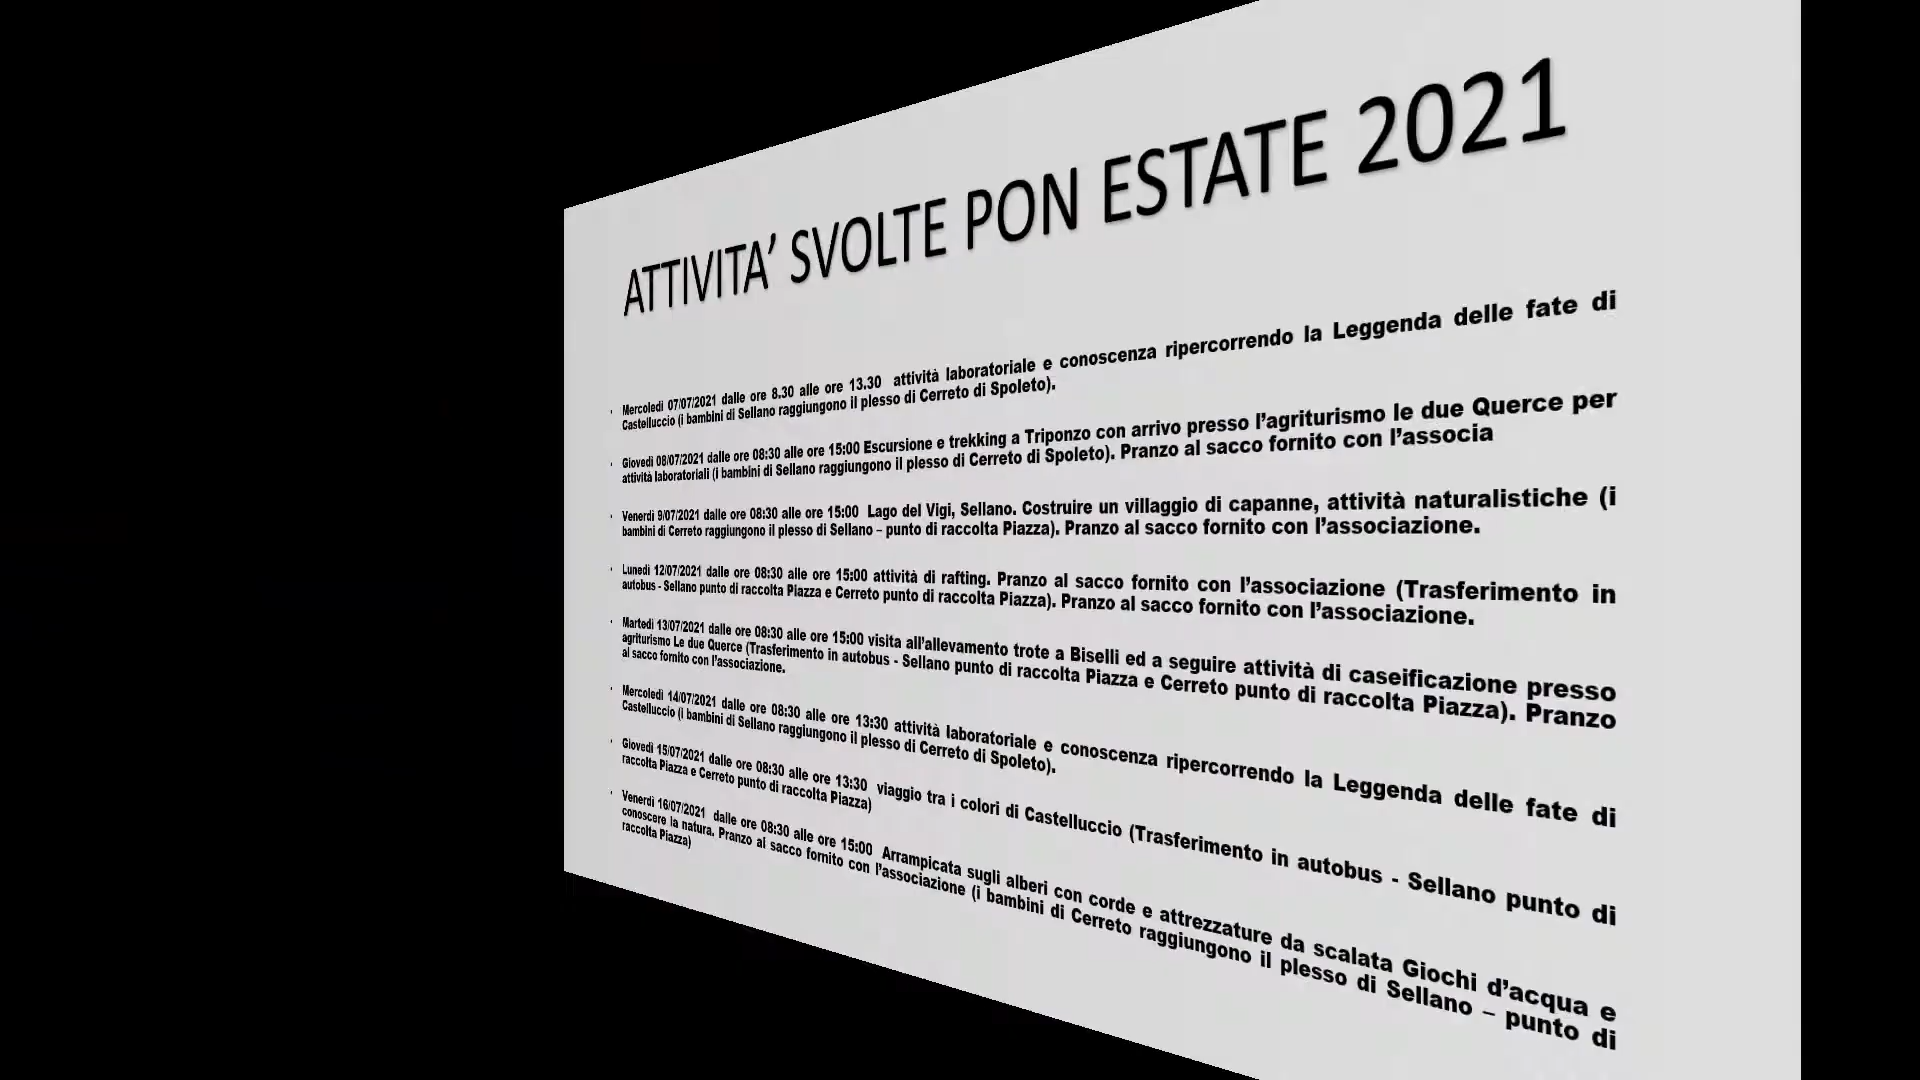 ATTIVITA’ SVOLTE PON ESTATE 2021
• Mercoledì 07/07/2021 dalle ore 8.30 alle ore 13.30 attività laboratoriale e conoscenza ripercorrendo la Leggenda delle fate di
Castelluccio (i bambini di Sellano raggiungono il plesso di Cerreto di Spoleto).
• Giovedì 08/07/2021 dalle ore 08:30 alle ore 15:00 Escursione e trekking a Triponzo con arrivo presso l’agriturismo le due Querce per
attività laboratoriali (i bambini di Sellano raggiungono il plesso di Cerreto di Spoleto). Pranzo al sacco fornito con l’associa
• Venerdì 9/07/2021 dalle ore 08:30 alle ore 15:00 Lago del Vigi, Sellano. Costruire un villaggio di capanne, attività naturalistiche (i
bambini di Cerreto raggiungono il plesso di Sellano – punto di raccolta Piazza). Pranzo al sacco fornito con l’associazione.
• Lunedì 12/07/2021 dalle ore 08:30 alle ore 15:00 attività di rafting. Pranzo al sacco fornito con l’associazione (Trasferimento in
autobus - Sellano punto di raccolta Piazza e Cerreto punto di raccolta Piazza). Pranzo al sacco fornito con l’associazione.
• Martedì 13/07/2021 dalle ore 08:30 alle ore 15:00 visita all’allevamento trote a Biselli ed a seguire attività di caseificazione presso
agriturismo Le due Querce (Trasferimento in autobus - Sellano punto di raccolta Piazza e Cerreto punto di raccolta Piazza). Pranzo
al sacco fornito con l’associazione.
• Mercoledì 14/07/2021 dalle ore 08:30 alle ore 13:30 attività laboratoriale e conoscenza ripercorrendo la Leggenda delle fate di
Castelluccio (i bambini di Sellano raggiungono il plesso di Cerreto di Spoleto).
• Giovedì 15/07/2021 dalle ore 08:30 alle ore 13:30 viaggio tra i colori di Castelluccio (Trasferimento in autobus - Sellano punto di
raccolta Piazza e Cerreto punto di raccolta Piazza)
• Venerdì 16/07/2021 dalle ore 08:30 alle ore 15:00 Arrampicata sugli alberi con corde e attrezzature da scalata Giochi d’acqua e
conoscere la natura. Pranzo al sacco fornito con l’associazione (i bambini di Cerreto raggiungono il plesso di Sellano – punto di
raccolta Piazza)